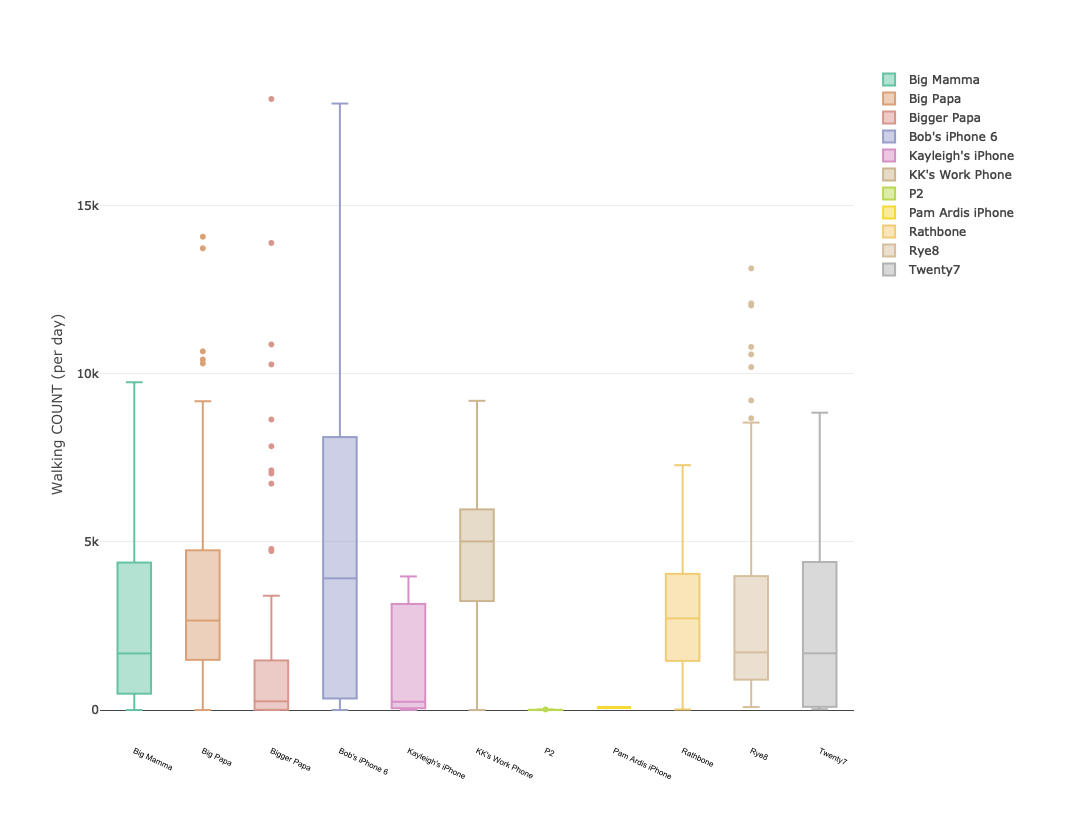 Big Mamma
Big Papa
Bigger Papa
Bob's iPhone 6
Kayleigh's iPhone
KK's Work Phone
P2
Pam Ardis iPhone
Rathbone
Rye8
Twenty7
Walking COUNT (per day)
15k
10k
5k
0
Big Mamma
Big Papa
Bigger Papa
Bob's iPhone 6
Kayleigh's iPhone
KK's Work Phone
P2
Pam Ardis iPhone
Rathbone
Rye8
Twenty7